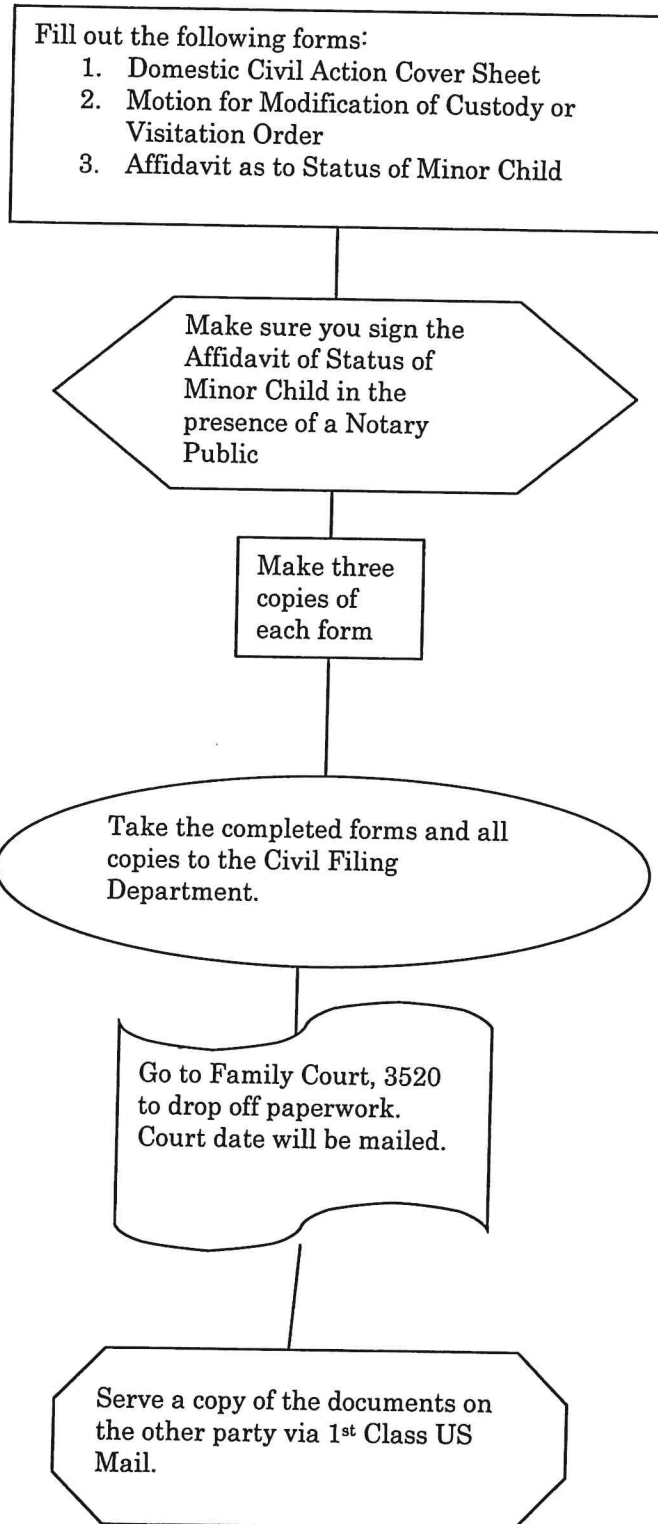 Fill out the following forms:
1. Domestic Civil Action Cover Sheet
2. Motion for Modification of Custody or
Visitation Order
3. Affidavit as to Status of Minor Child
Make sure you sign the
Affidavit of Status of
Minor Child in the
presence of a Notary
Public
Make three
copies of
each form
Take the completed forms and all
copies to the Civil Filing
Department.
Go to Family Court, 3520
to drop off paperwork.
Court date will be mailed.
Serve a copy of the documents on
the other party via 1st Class US
Mail.